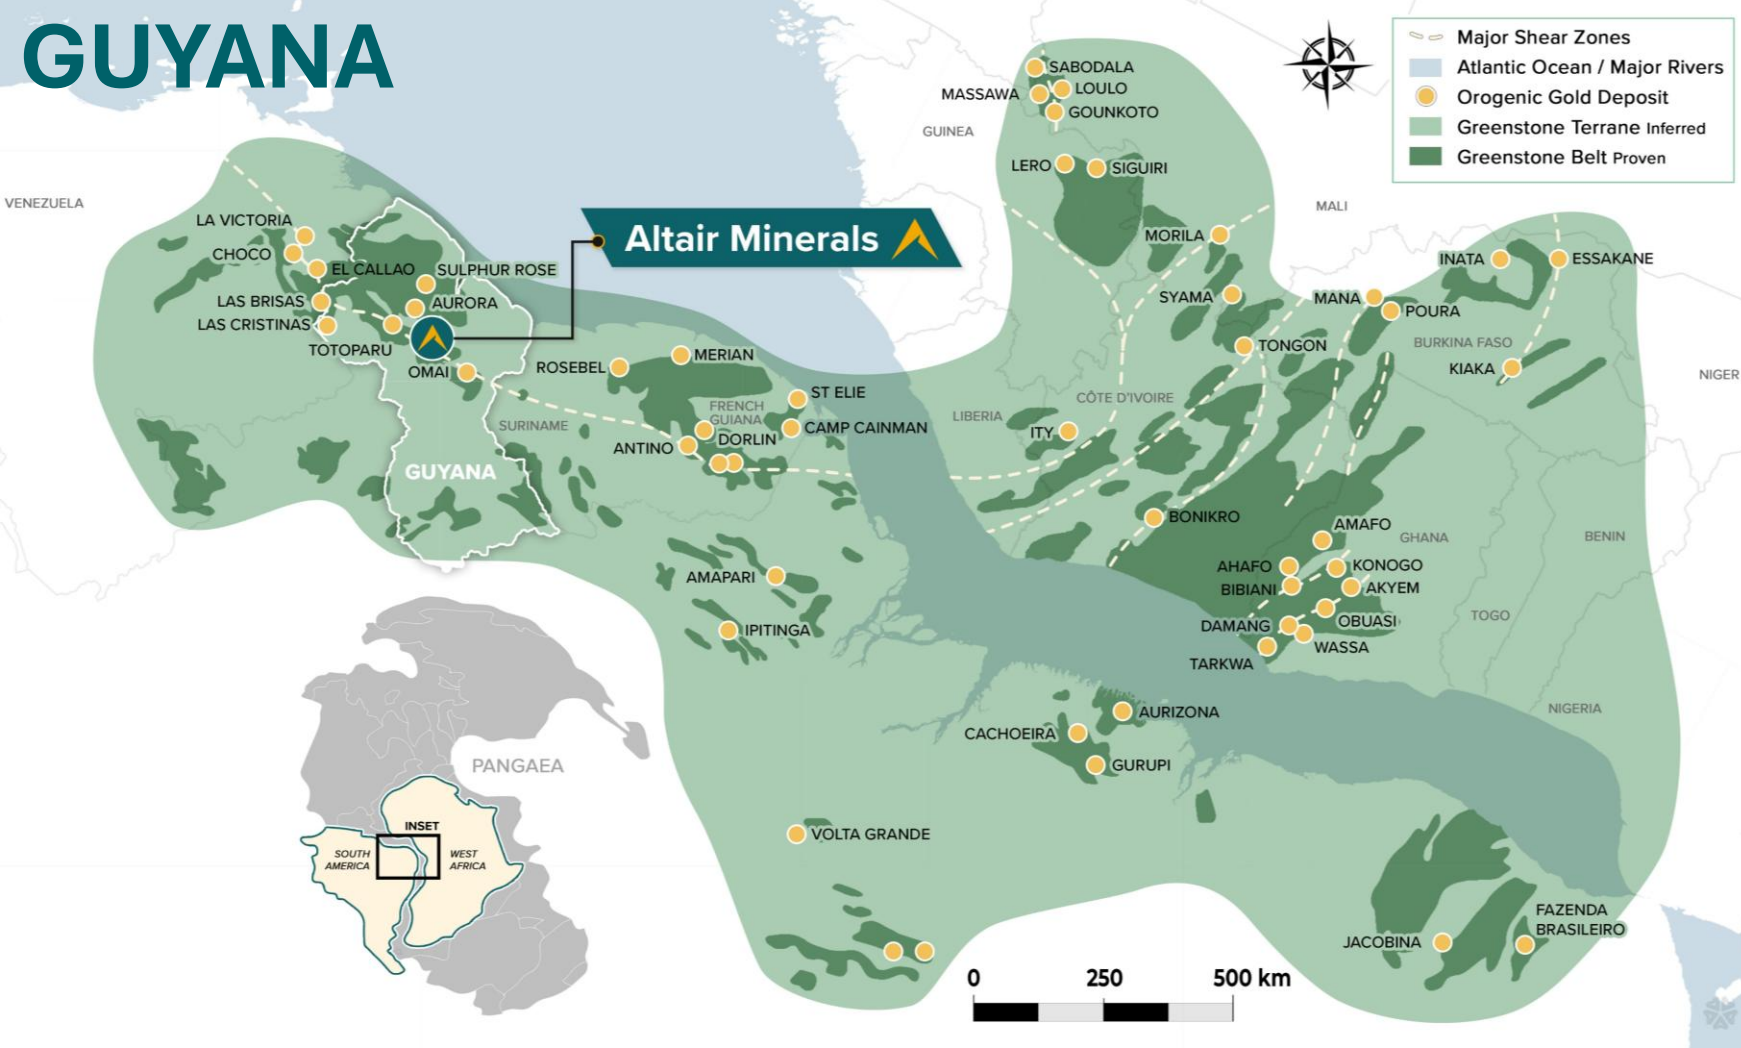 GUYANA
Major Shear Zones
Atlantic Ocean / Major Rivers
Orogenic Gold Deposit
Greenstone Terrane Inferred
Greenstone Belt Proven
SABODALA
MASSAWA
LOULO
GOUNKOTO
GUINEA
LERO
SIGUIRI
VENEZUELA
MALI
LA VICTORIA
CHOCO
EL CALLAO
SULPHUR ROSE
Altair Minerals
MORILA
INATA
ESSAKANE
LAS BRISAS
AURORA
SYAMA
MANA
POURA
LAS CRISTINAS
TOTOPARU
OMAI
ROSEBEL
MERIAN
TONGON
BURKINA FASO
KIAKA
NIGER
ST ELIE
FRENCH
GUIANA
CÔTE D'IVOIRE
LIBERIA
SURINAME
CAMP CAINMAN
ITY
ANTINO
DORLIN
GUYANA
BONIKRO
AMAFO
GHANA
BENIN
AMAPARI
AHAFO
KONOGO
BIBIANI
AKYEM
IPITINGA
DAMANG
OBUASI
TOGO
WASSA
TARKWA
NIGERIA
AURIZONA
CACHOEIRA
GURUPI
PANGAEA
INSET
SOUTH
AMERICA
WEST
AFRICA
VOLTA GRANDE
FAZENDA
BRASILEIRO
JACOBINA
0 250 500 km